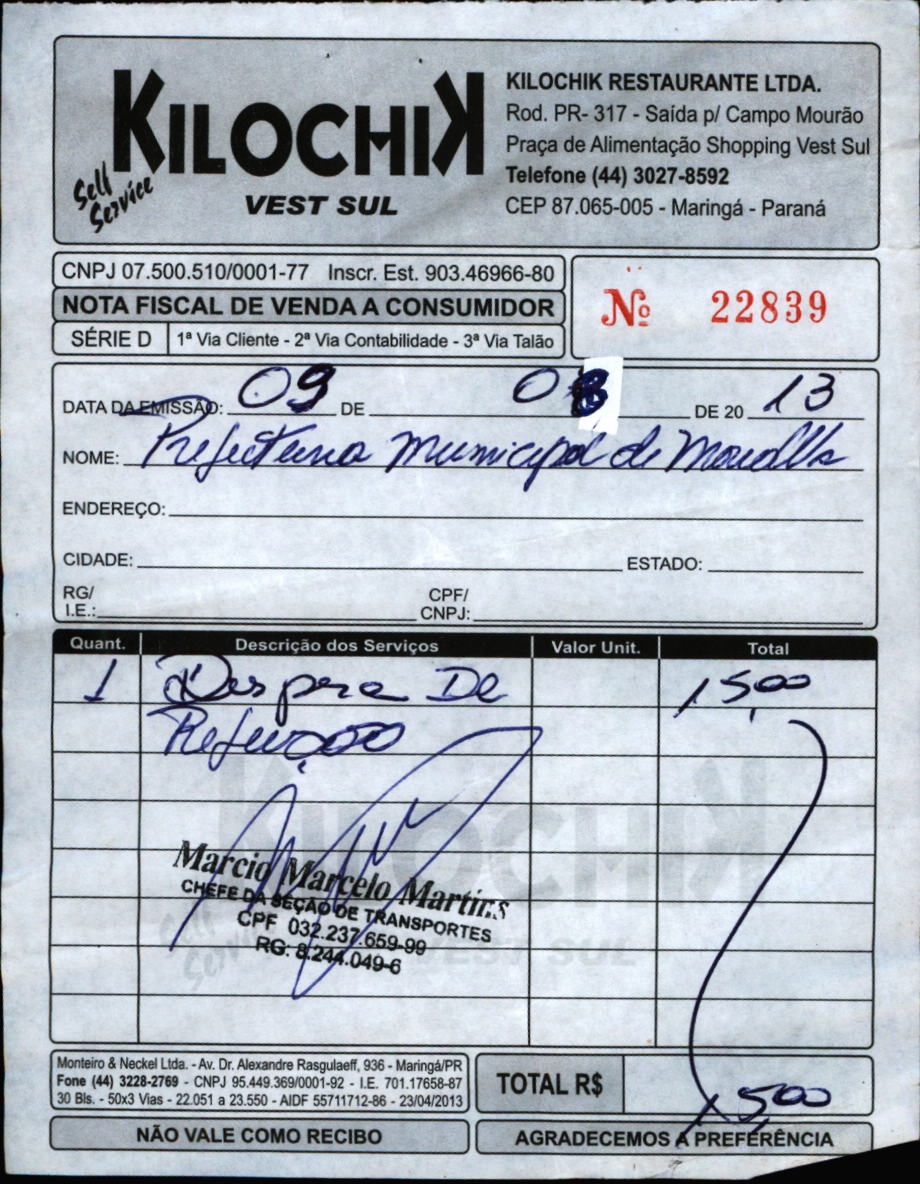 KILOCHIK
Self Service
VEST SUL
KILOCHIK RESTAURANTE LTDA.
Rod. PR- 317 - Saída p/ Campo Mourão
Praça de Alimentação Shopping Vest Sul
Telefone (44) 3027-8592
CEP 87.065-005 - Maringá - Paraná
CNPJ 07.500.510/0001-77 Inscr. Est. 903.46966-80
NOTA FISCAL DE VENDA A CONSUMIDOR
SÉRIE D 1ª Via Cliente - 2ª Via Contabilidade - 3ª Via Talão
Nº 22839
DATA DA EMISSÃO: 09 DE 08 DE 20 13
NOME: Prefeitura Municipal de
ENDEREÇO:
CIDADE: ESTADO:
RG/ I.E.: CPF/ CNPJ:
Quant. Descrição dos Serviços Valor Unit. Total
1 De 15,00
Refeição
KILOCHIK
Self Service
VEST SUL
Marcio Marcelo Martins
CHEFE DA SEÇÃO DE TRANSPORTES
CPF 032.237.659-99
RG: 8.244.049-6
Monteiro & Neckel Ltda. - Av. Dr. Alexandre Rasgulaeff, 936 - Maringá/PR
Fone (44) 3228-2769 - CNPJ 95.449.369/0001-92 - I.E. 701.17658-87
30 Bls. - 50x3 Vias - 22.051 a 23.550 - AIDF 55711712-86 - 23/04/2013
TOTAL R$ 15,00
NÃO VALE COMO RECIBO
AGRADECEMOS A PREFERÊNCIA